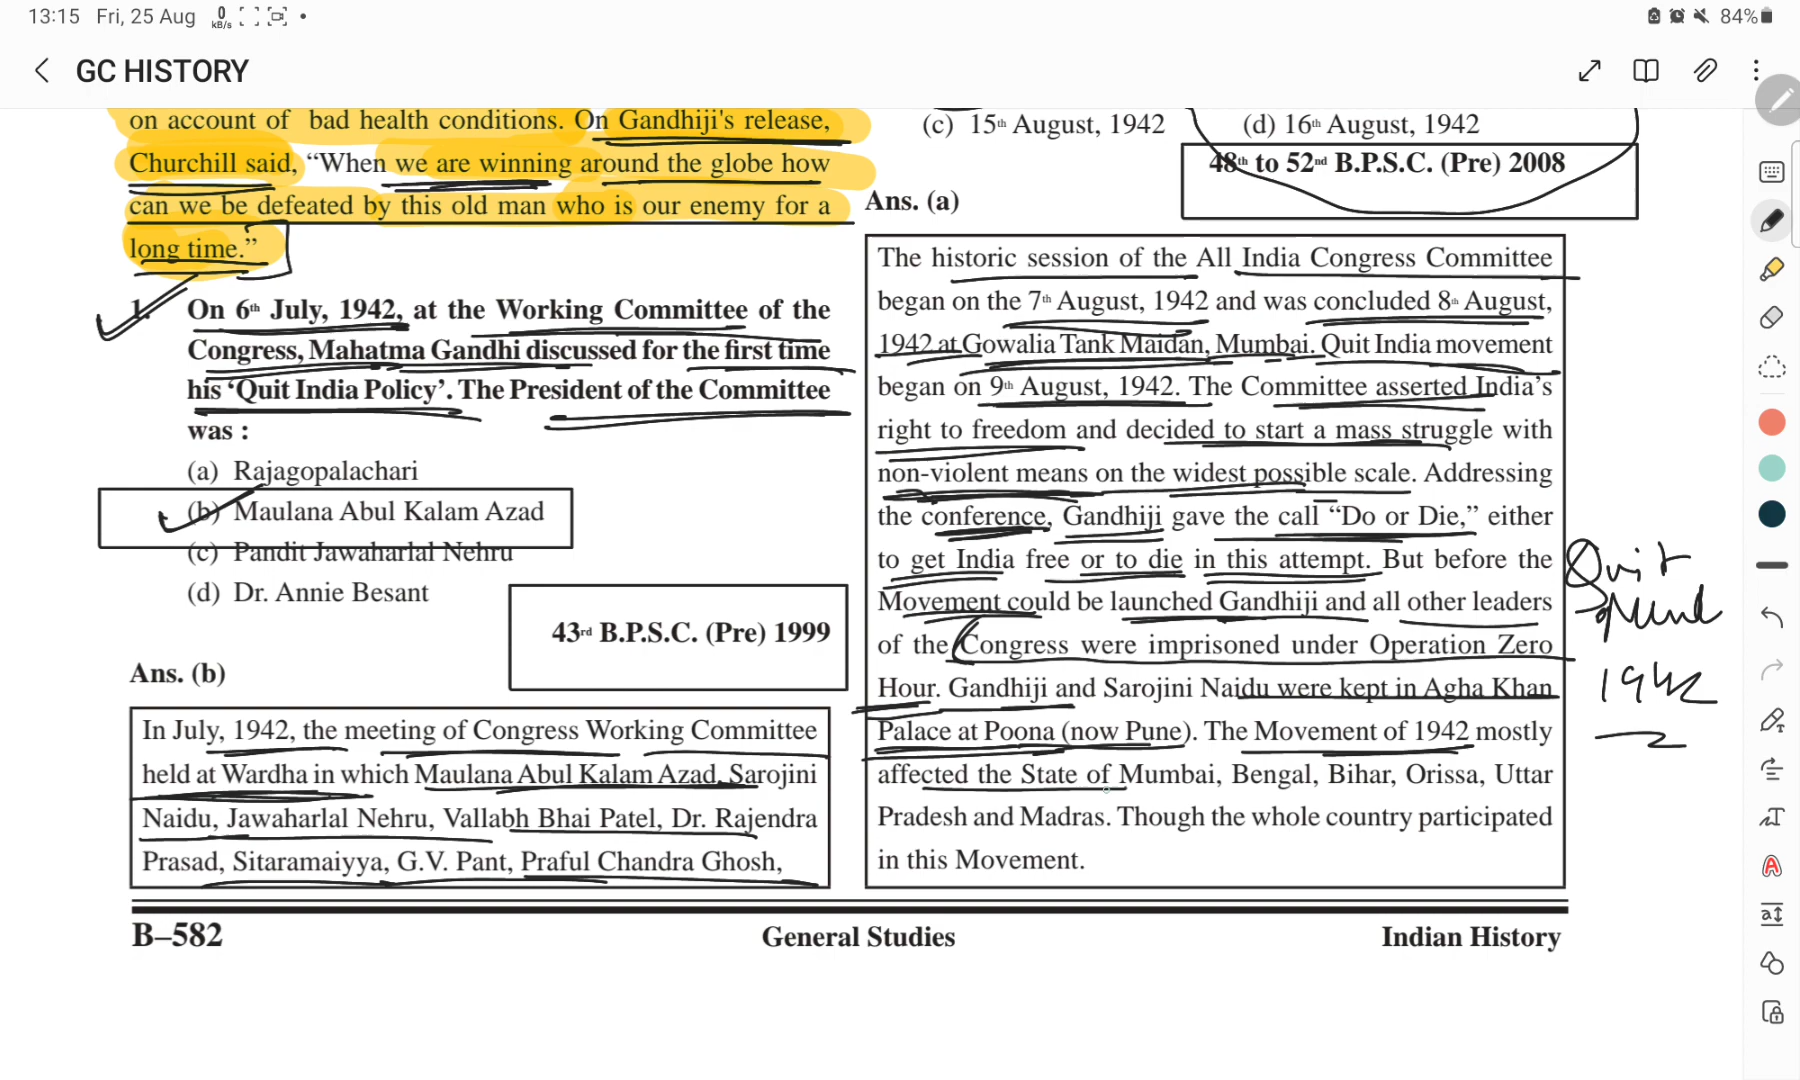 13:15 Fri, 25 Aug 0 kB/s 84%
GC HISTORY
on account of bad health conditions. On Gandhiji's release,
Churchill said, “When we are winning around the globe how
can we be defeated by this old man who is our enemy for a
long time.”
1. On 6th July, 1942, at the Working Committee of the
Congress, Mahatma Gandhi discussed for the first time
his ‘Quit India Policy’. The President of the Committee
was :
(a) Rajagopalachari
(b) Maulana Abul Kalam Azad
(c) Pandit Jawaharlal Nehru
(d) Dr. Annie Besant
43rd B.P.S.C. (Pre) 1999
Ans. (b)
In July, 1942, the meeting of Congress Working Committee
held at Wardha in which Maulana Abul Kalam Azad, Sarojini
Naidu, Jawaharlal Nehru, Vallabh Bhai Patel, Dr. Rajendra
Prasad, Sitaramaiyya, G.V. Pant, Praful Chandra Ghosh,
(c) 15th August, 1942 (d) 16th August, 1942
48th to 52nd B.P.S.C. (Pre) 2008
Ans. (a)
The historic session of the All India Congress Committee
began on the 7th August, 1942 and was concluded 8th August,
1942 at Gowalia Tank Maidan, Mumbai. Quit India movement
began on 9th August, 1942. The Committee asserted India’s
right to freedom and decided to start a mass struggle with
non-violent means on the widest possible scale. Addressing
the conference, Gandhiji gave the call “Do or Die,” either
to get India free or to die in this attempt. But before the
Movement could be launched Gandhiji and all other leaders
of the Congress were imprisoned under Operation Zero
Hour. Gandhiji and Sarojini Naidu were kept in Agha Khan
Palace at Poona (now Pune). The Movement of 1942 mostly
affected the State of Mumbai, Bengal, Bihar, Orissa, Uttar
Pradesh and Madras. Though the whole country participated
in this Movement.
Quit
1942
B–582 General Studies Indian History